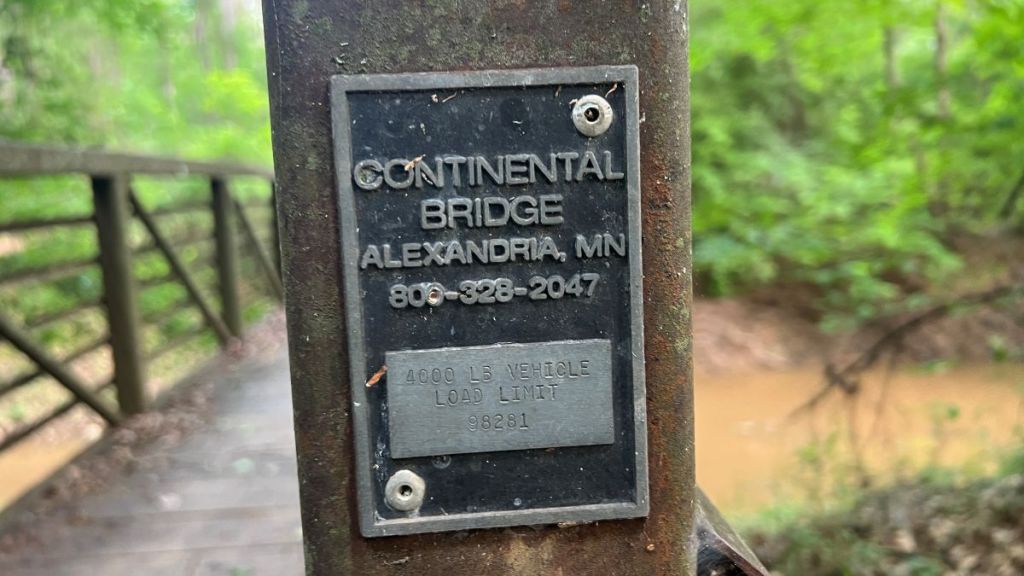 CONTINENTAL
BRIDGE
ALEXANDRIA, MN
800-328-2047
4000 LB VEHICLE
LOAD LIMIT
98281